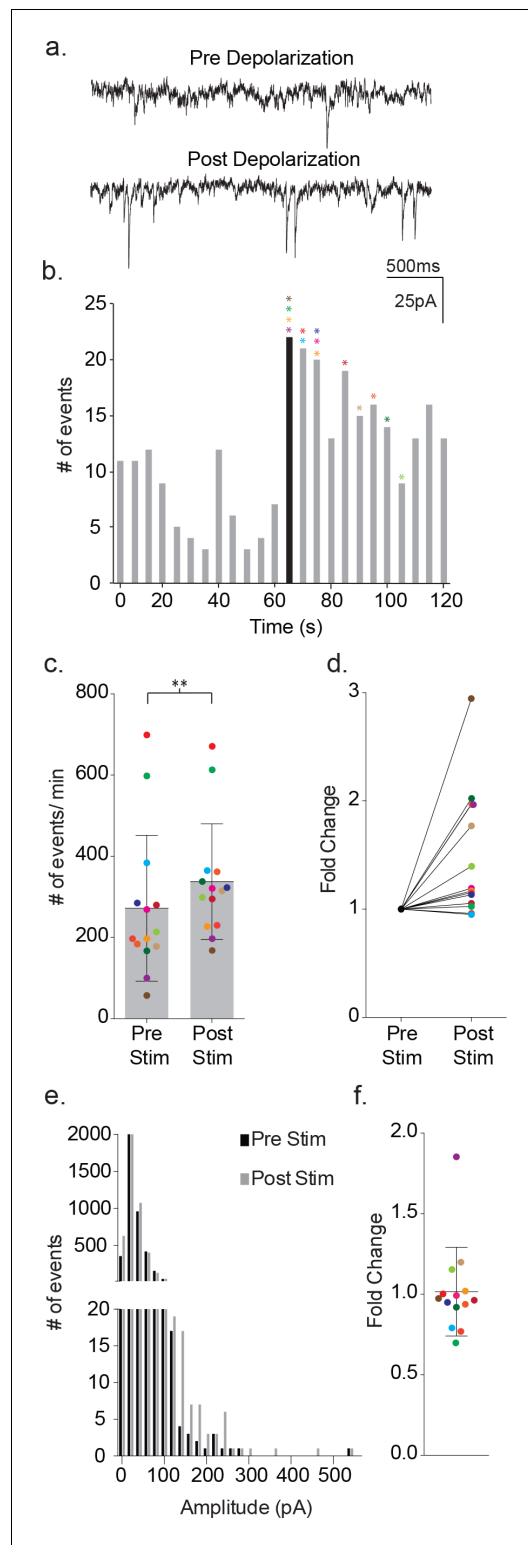 a.
Pre Depolarization
Post Depolarization
500ms
25pA
b.
25
20
15
10
5
0
# of events
* * * * * * * * * * * * * * * *
0 20 40 60 80 100 120
Time (s)
c.
**
800
600
400
200
0
# of events/ min
Pre Stim
Post Stim
d.
3
2
1
0
Fold Change
Pre Stim
Post Stim
e.
Pre Stim
Post Stim
2000
1500
1000
500
20
15
10
5
0
# of events
0 100 200 300 400 500
Amplitude (pA)
f.
2.0
1.5
1.0
0.5
0.0
Fold Change